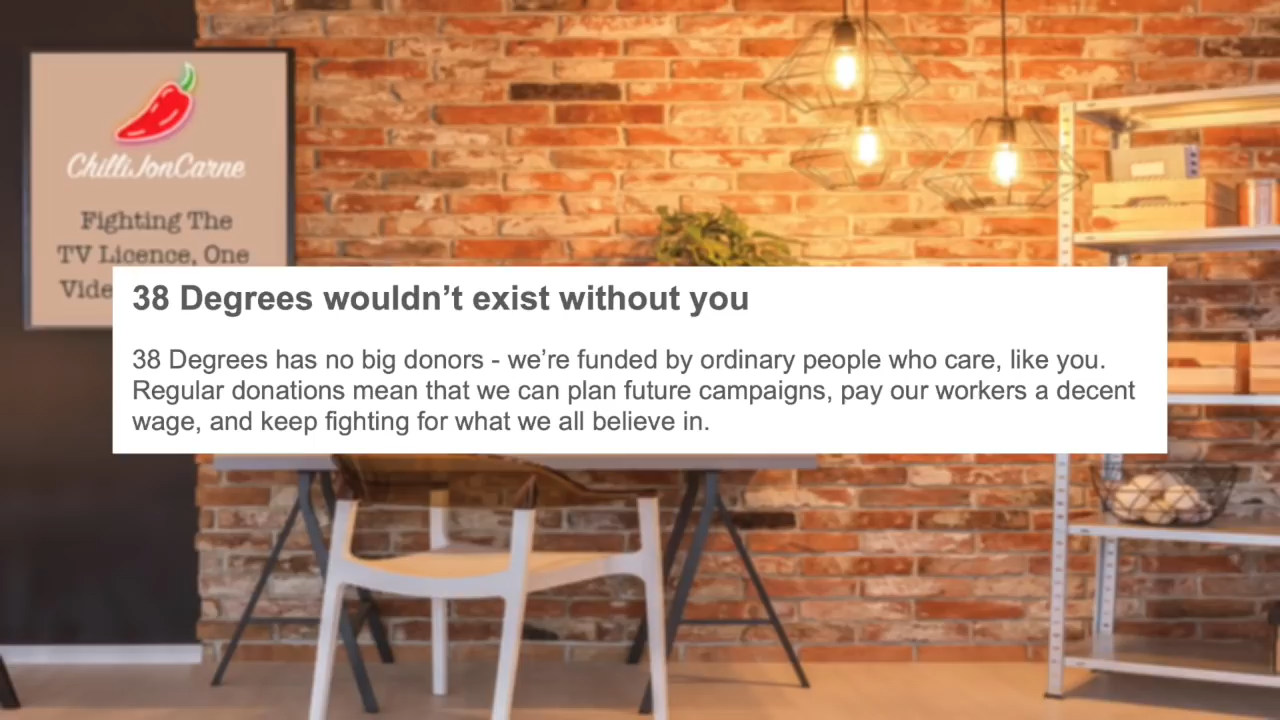 ChilliJonCarne
Fighting The
TV Licence, One
Vide
38 Degrees wouldn’t exist without you
38 Degrees has no big donors - we’re funded by ordinary people who care, like you.
Regular donations mean that we can plan future campaigns, pay our workers a decent
wage, and keep fighting for what we all believe in.